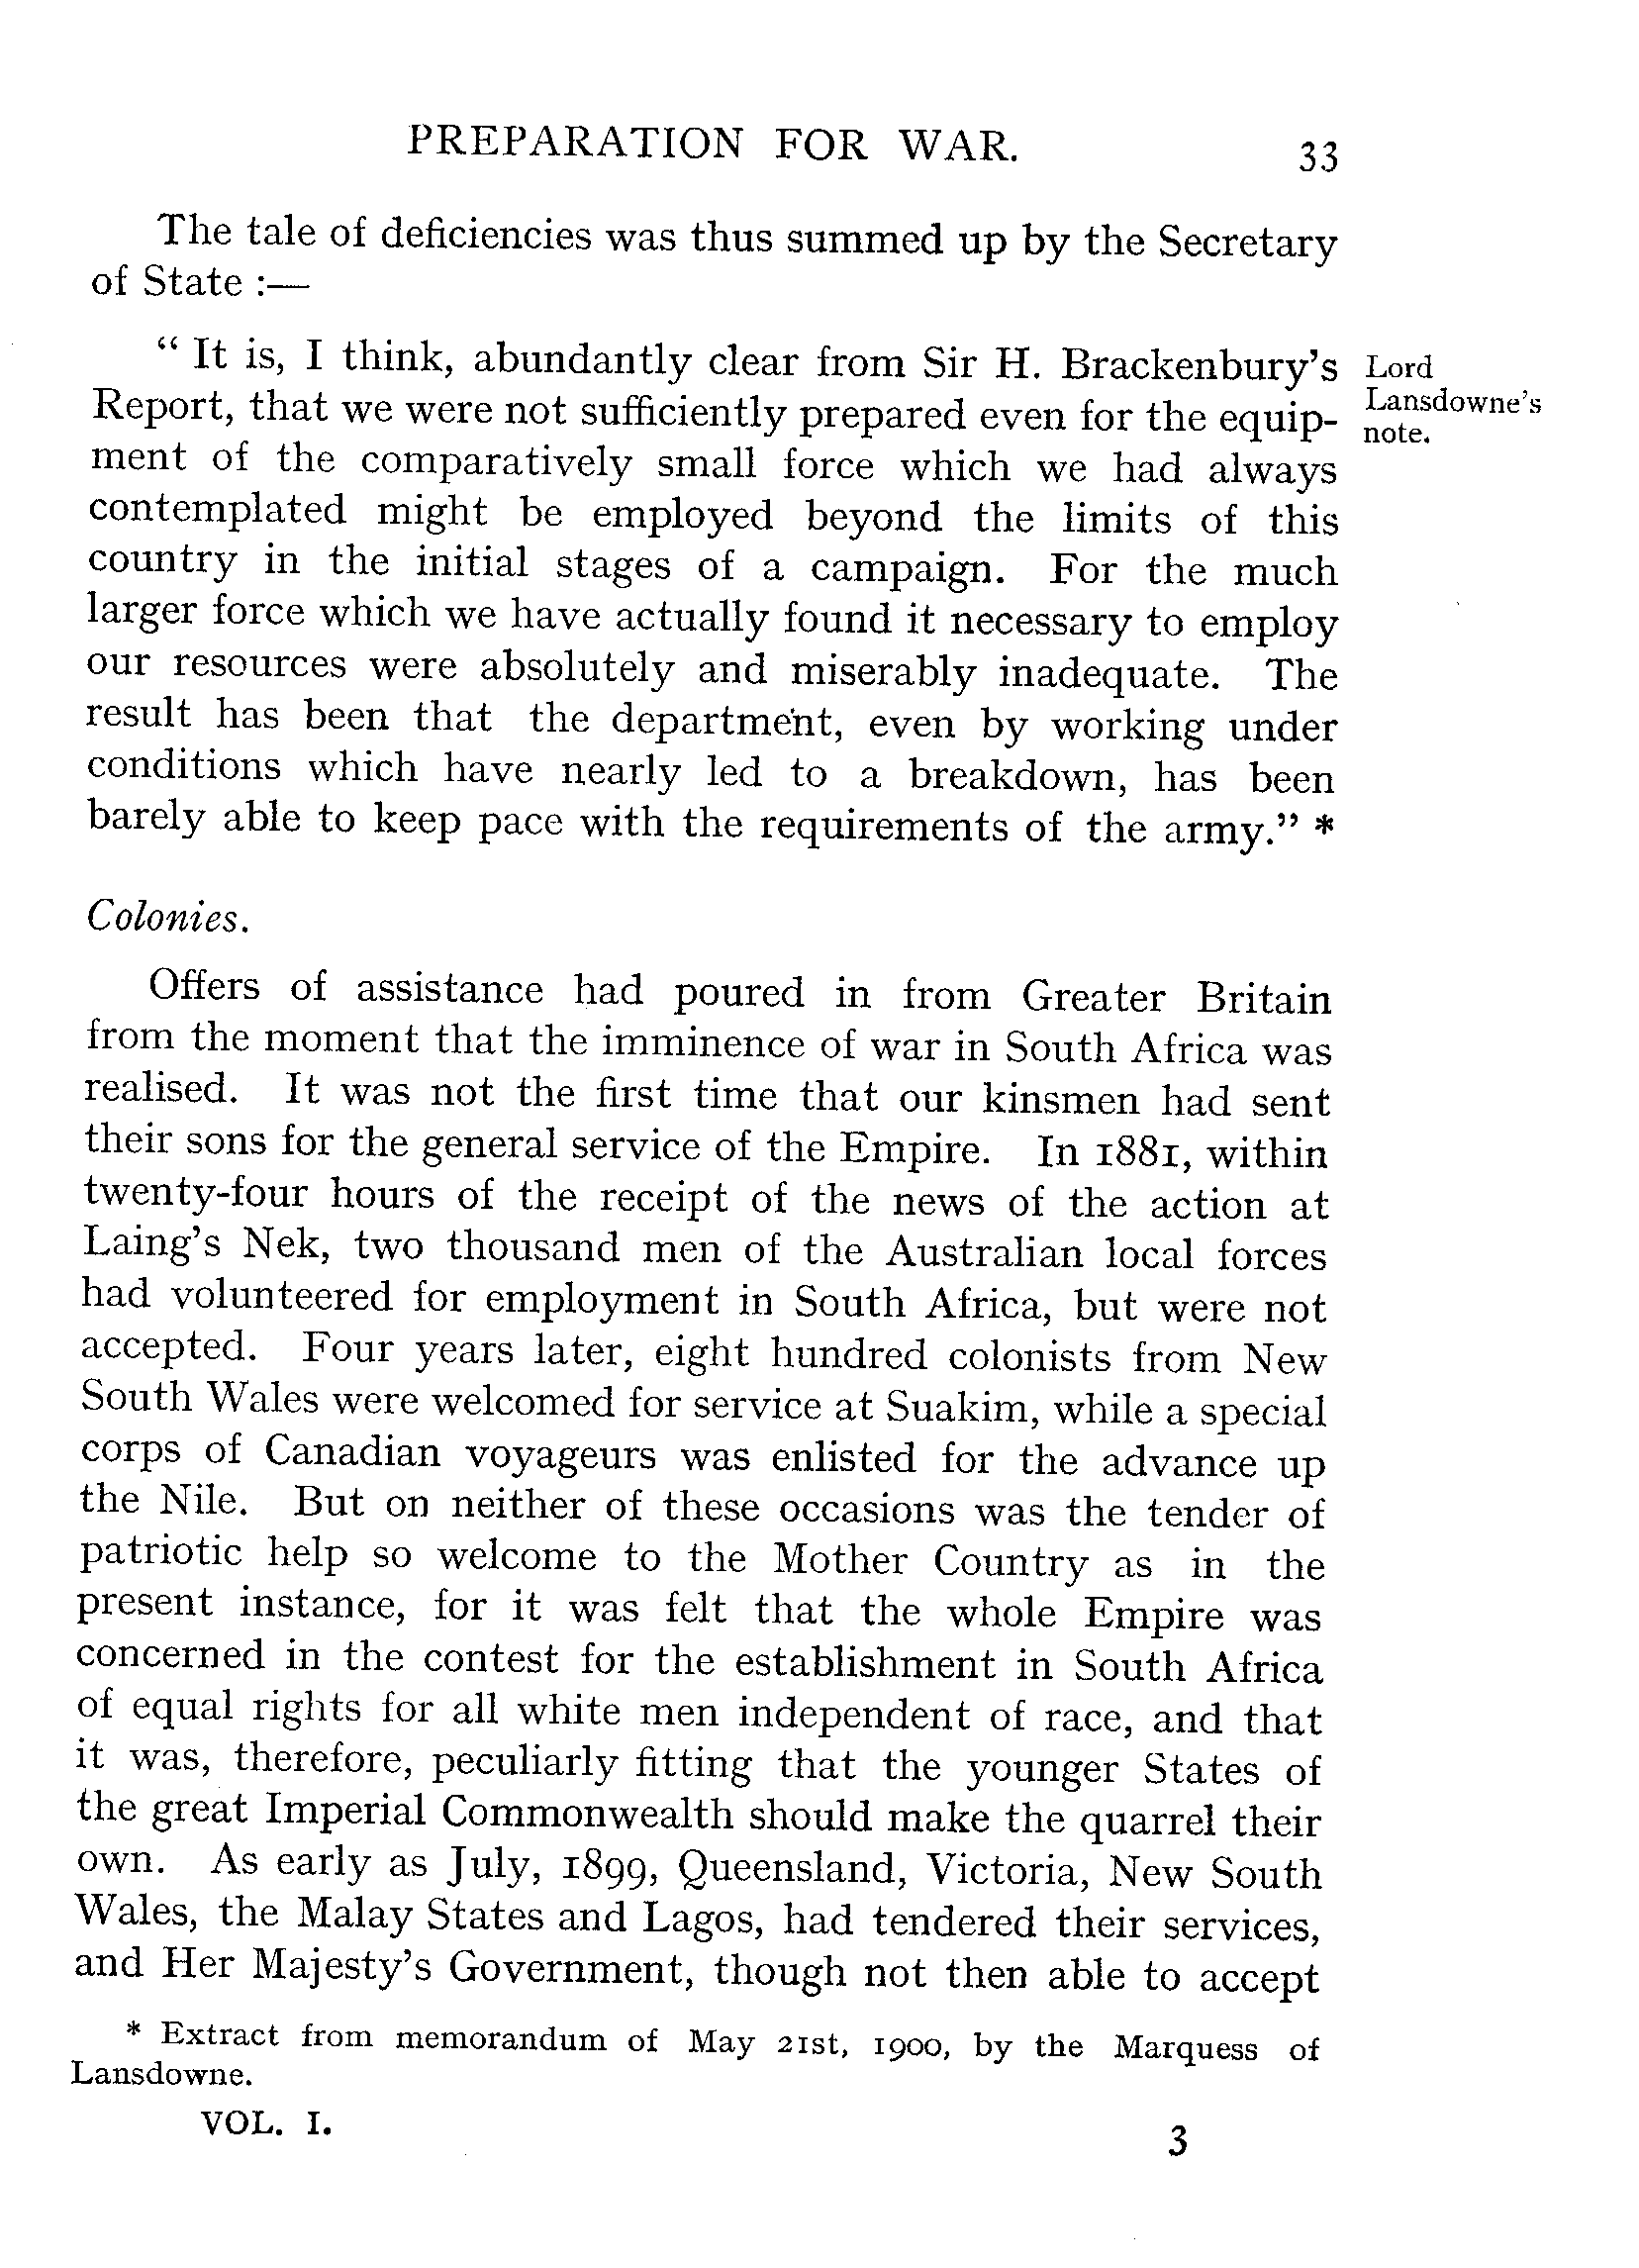 PREPARATION FOR WAR. 33
The tale of deficiencies was thus summed up by the Secretary
of State :—
“ It is, I think, abundantly clear from Sir H. Brackenbury’s
Report, that we were not sufficiently prepared even for the equip-
ment of the comparatively small force which we had always
contemplated might be employed beyond the limits of this
country in the initial stages of a campaign. For the much
larger force which we have actually found it necessary to employ
our resources were absolutely and miserably inadequate. The
result has been that the department, even by working under
conditions which have nearly led to a breakdown, has been
barely able to keep pace with the requirements of the army.” *
Lord
Lansdowne’s
note.
Colonies.
Offers of assistance had poured in from Greater Britain
from the moment that the imminence of war in South Africa was
realised. It was not the first time that our kinsmen had sent
their sons for the general service of the Empire. In 1881, within
twenty-four hours of the receipt of the news of the action at
Laing’s Nek, two thousand men of the Australian local forces
had volunteered for employment in South Africa, but were not
accepted. Four years later, eight hundred colonists from New
South Wales were welcomed for service at Suakim, while a special
corps of Canadian voyageurs was enlisted for the advance up
the Nile. But on neither of these occasions was the tender of
patriotic help so welcome to the Mother Country as in the
present instance, for it was felt that the whole Empire was
concerned in the contest for the establishment in South Africa
of equal rights for all white men independent of race, and that
it was, therefore, peculiarly fitting that the younger States of
the great Imperial Commonwealth should make the quarrel their
own. As early as July, 1899, Queensland, Victoria, New South
Wales, the Malay States and Lagos, had tendered their services,
and Her Majesty’s Government, though not then able to accept
* Extract from memorandum of May 21st, 1900, by the Marquess of
Lansdowne.
VOL. I. 3